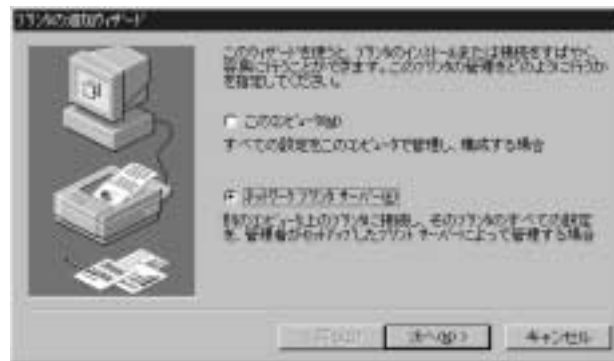 プリンタの追加ウィザード
このウィザードを使うと、プリンタのインストールまたは接続をすばやく、
容易に行うことができます。このプリンタの管理をどのように行うか
を指定してください。
このコンピュータ(M)
すべての設定をこのコンピュータで管理し、構成する場合
ネットワーク プリンタ サーバー(E)
別のコンピュータ上のプリンタに接続し、そのプリンタのすべての設定
を、管理者がセットアップしたプリント サーバーによって管理する場合
< 戻る(B)
次へ(N) >
キャンセル